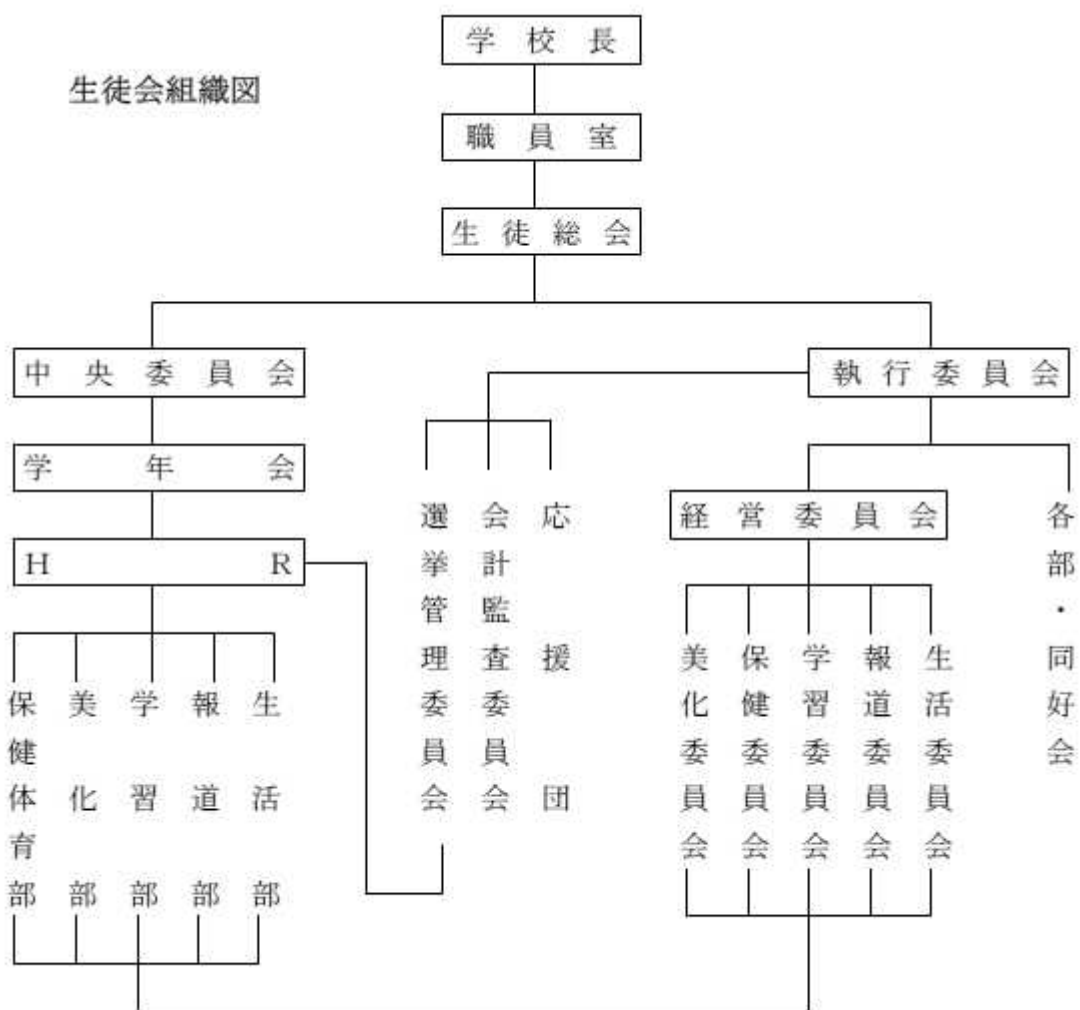 生徒会組織図
学校長
職員室
生徒総会
中央委員会
執行委員会
学年会
HR
選挙管理委員会
会計監査委員会
応援団
経営委員会
各部・同好会
保健体育部
美化部
学習部
報道部
生活部
美化委員会
保健委員会
学習委員会
報道委員会
生活委員会